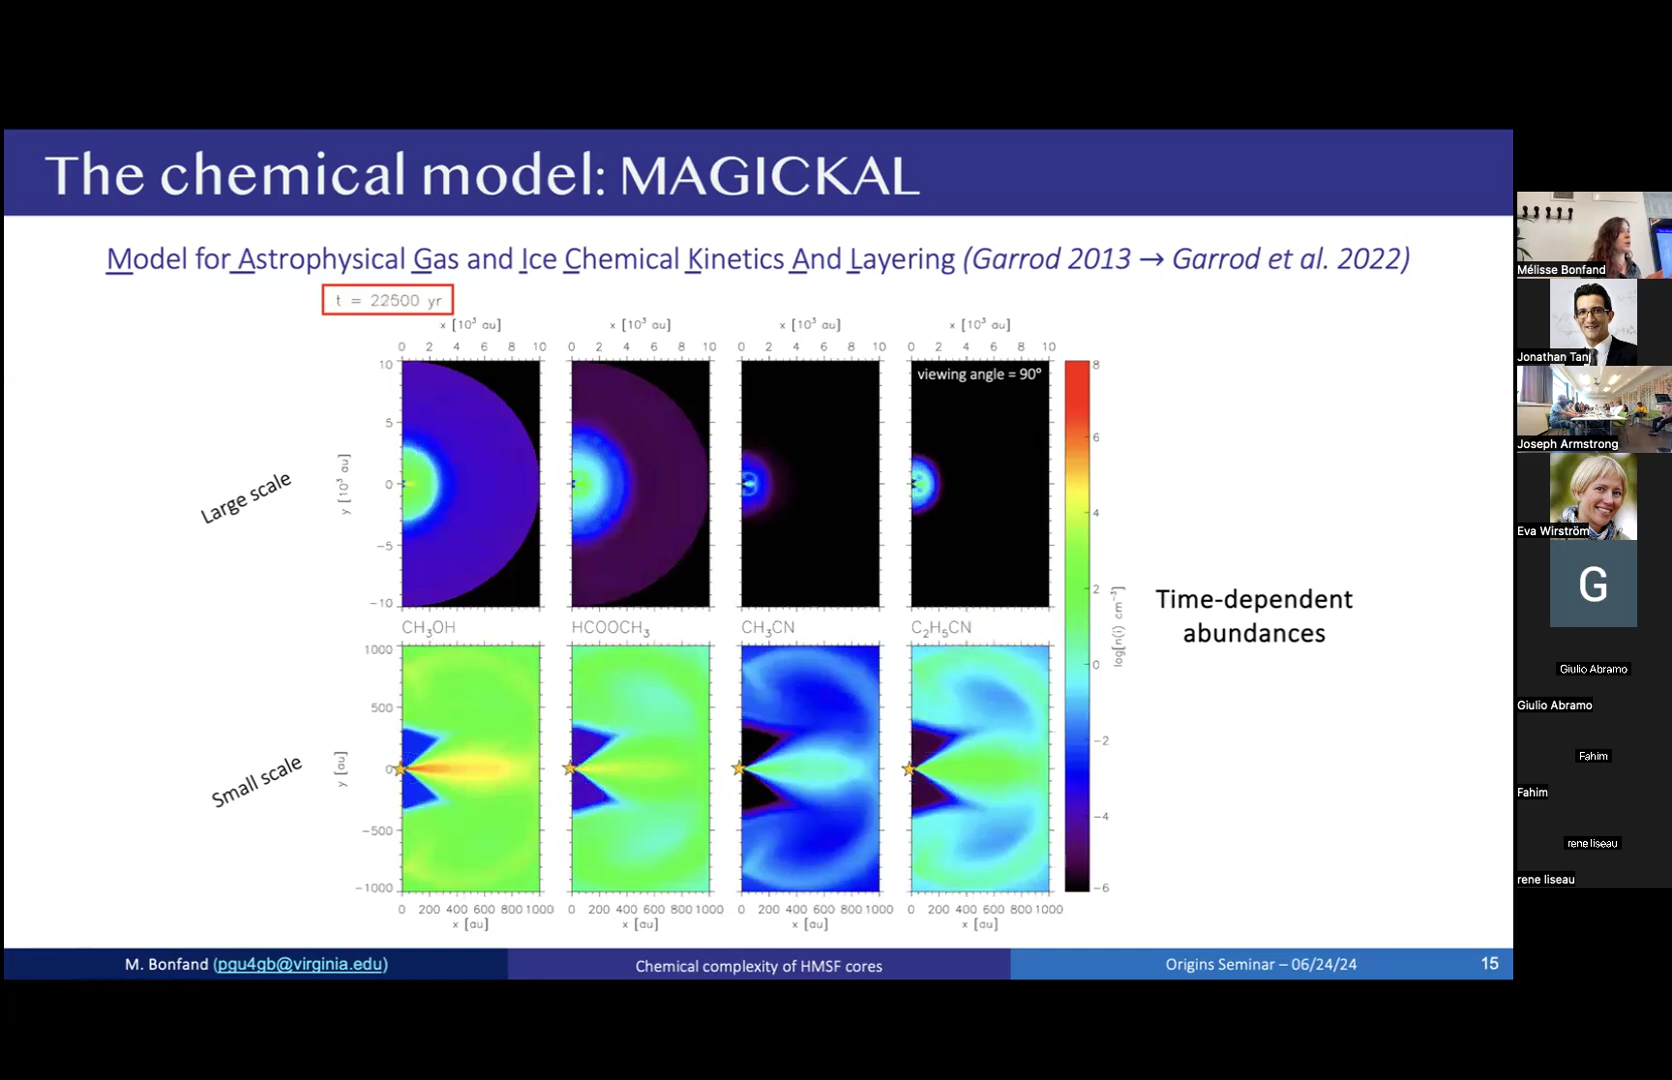 The chemical model: MAGICKAL
Model for Astrophysical Gas and Ice Chemical Kinetics And Layering (Garrod 2013 → Garrod et al. 2022)
t = 22500 yr
x [10³ au] x [10³ au] x [10³ au] x [10³ au]
0 2 4 6 8 0 2 4 6 8 0 2 4 6 8 0 2 4 6 8 10
10
5
0
−5
−10
y [10³ au]
viewing angle = 90°
Large scale
CH₃OH HCOOCH₃ CH₃CN C₂H₅CN
1000
500
0
−500
−1000
y [au]
Small scale
0 200 400 600 800 1000 0 200 400 600 800 1000 0 200 400 600 800 1000 0 200 400 600 800 1000
x [au] x [au] x [au] x [au]
8
6
4
2
0
−2
−4
−6
log[n(i) cm⁻³]
Time-dependent
abundances
M. Bonfand (pgu4gb@virginia.edu)
Chemical complexity of HMSF cores
Origins Seminar – 06/24/24
15
Mélisse Bonfand
Jonathan Tan
Joseph Armstrong
Eva Wirström
G
Giulio Abramo
Giulio Abramo
Fahim
Fahim
rene liseau
rene liseau